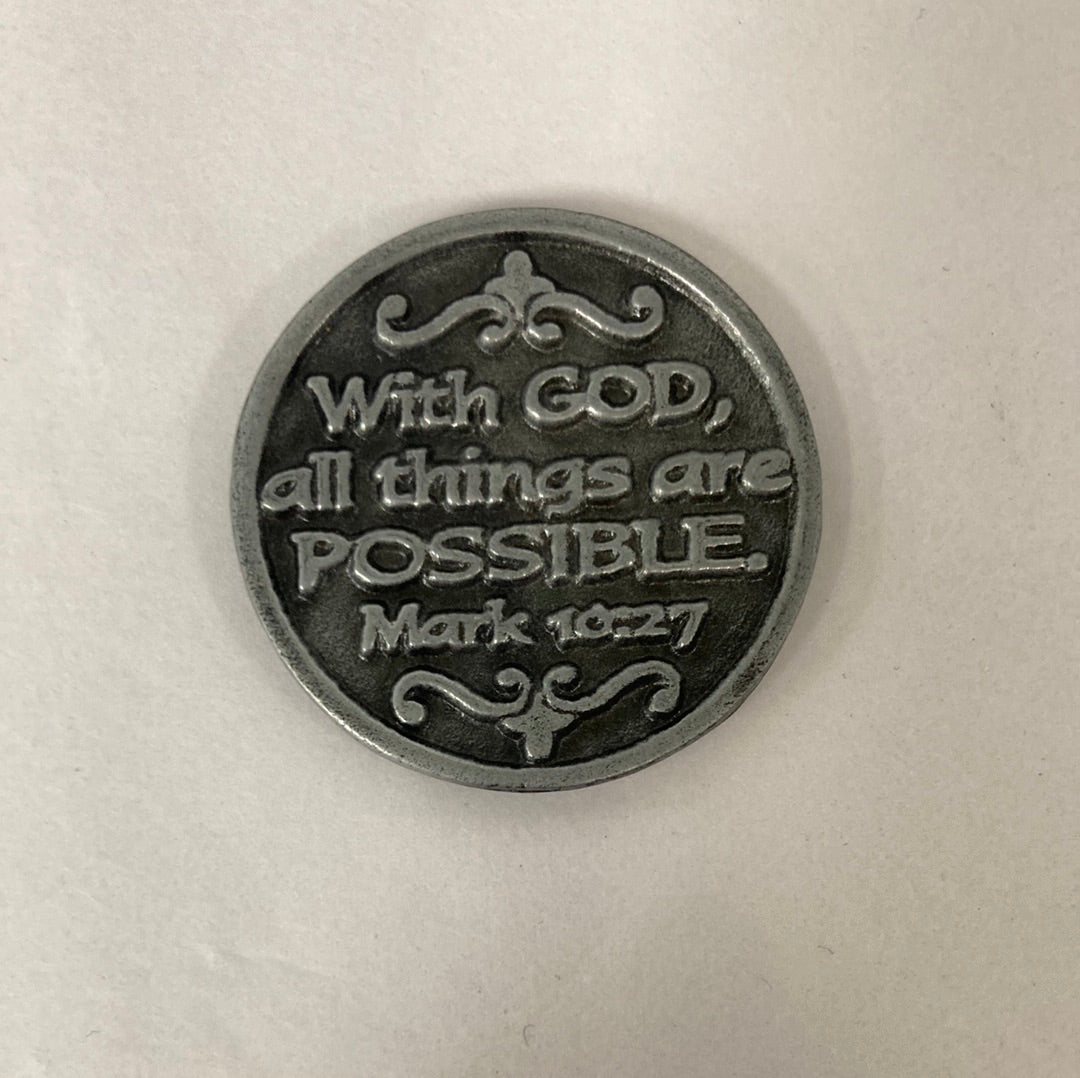 With GOD,
all things are
POSSIBLE.
Mark 10:27